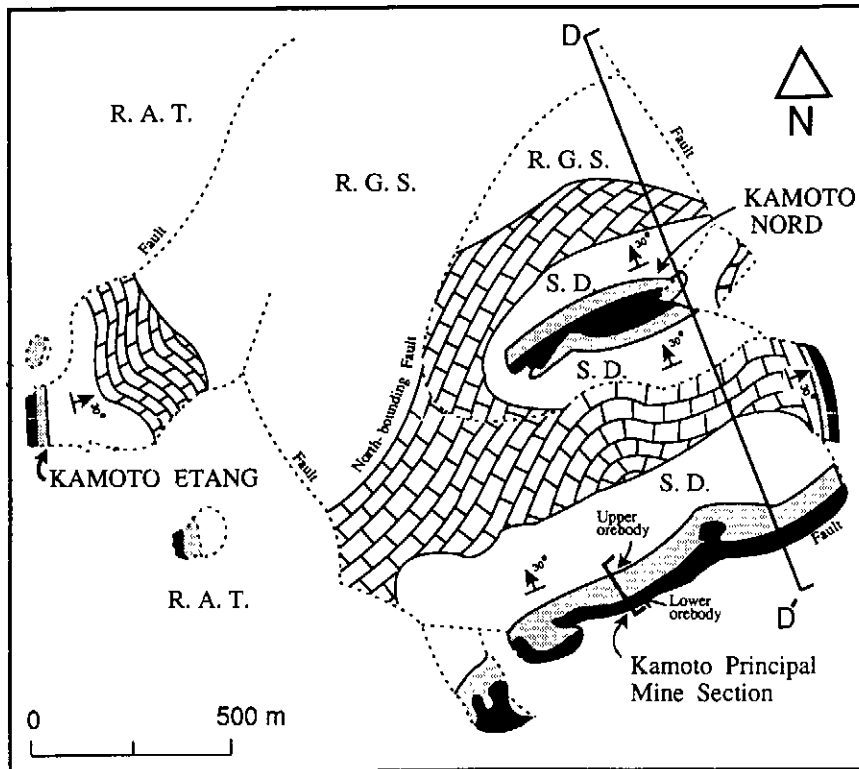 D
N
R. A. T.
Fault
R. G. S.
R. G. S.
Fault
KAMOTO
NORD
30°
S. D.
30°
S. D.
North-bounding Fault
KAMOTO ETANG
Fault
S. D.
Upper
orebody
30°
Fault
R. A. T.
Lower
orebody
D'
Kamoto Principal
Mine Section
0
500 m